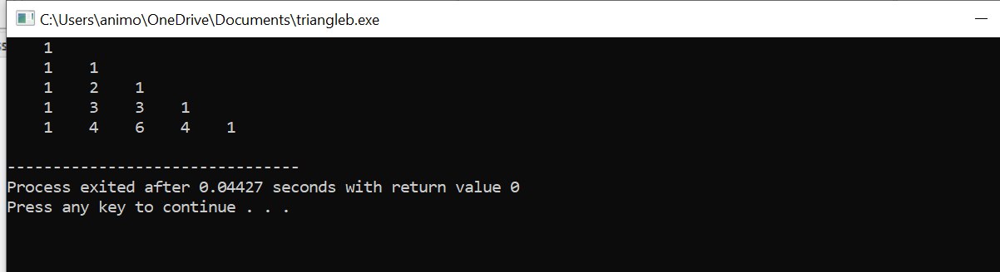 C:\Users\animo\OneDrive\Documents\triangleb.exe
1
1 1
1 2 1
1 3 3 1
1 4 6 4 1
--------------------------------
Process exited after 0.04427 seconds with return value 0
Press any key to continue . . .